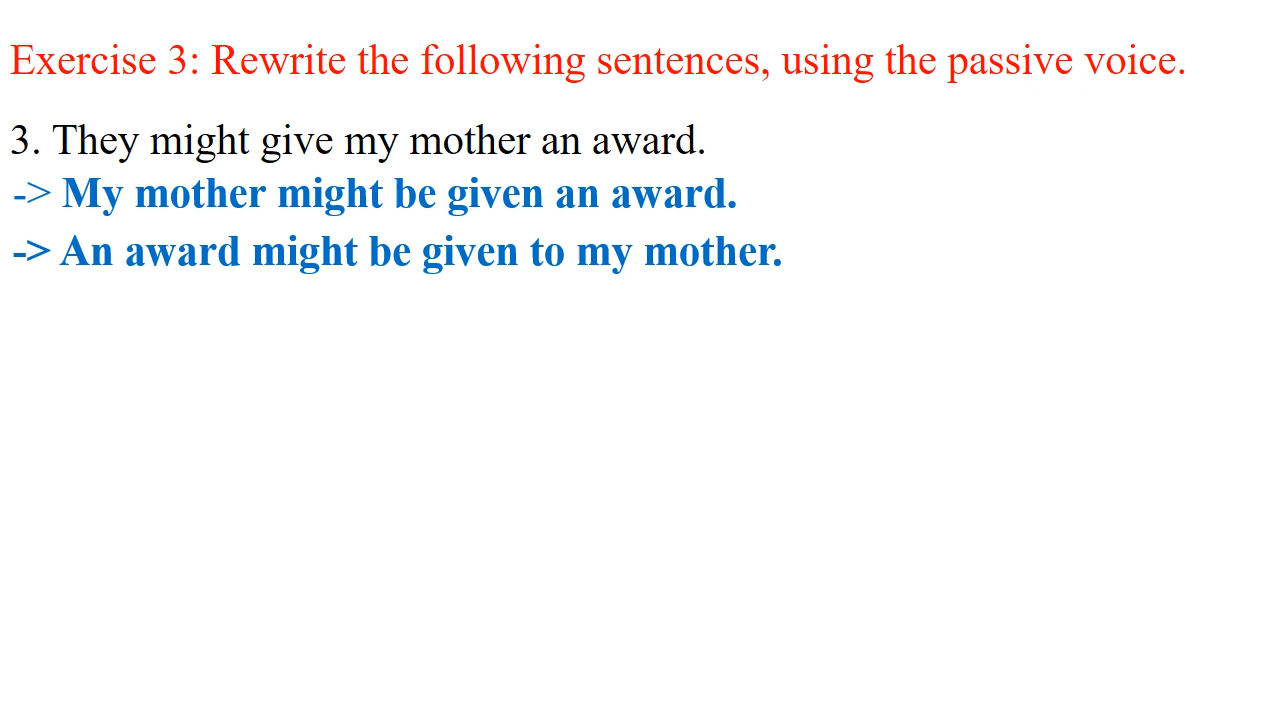 Exercise 3: Rewrite the following sentences, using the passive voice.
3. They might give my mother an award.
-> My mother might be given an award.
-> An award might be given to my mother.